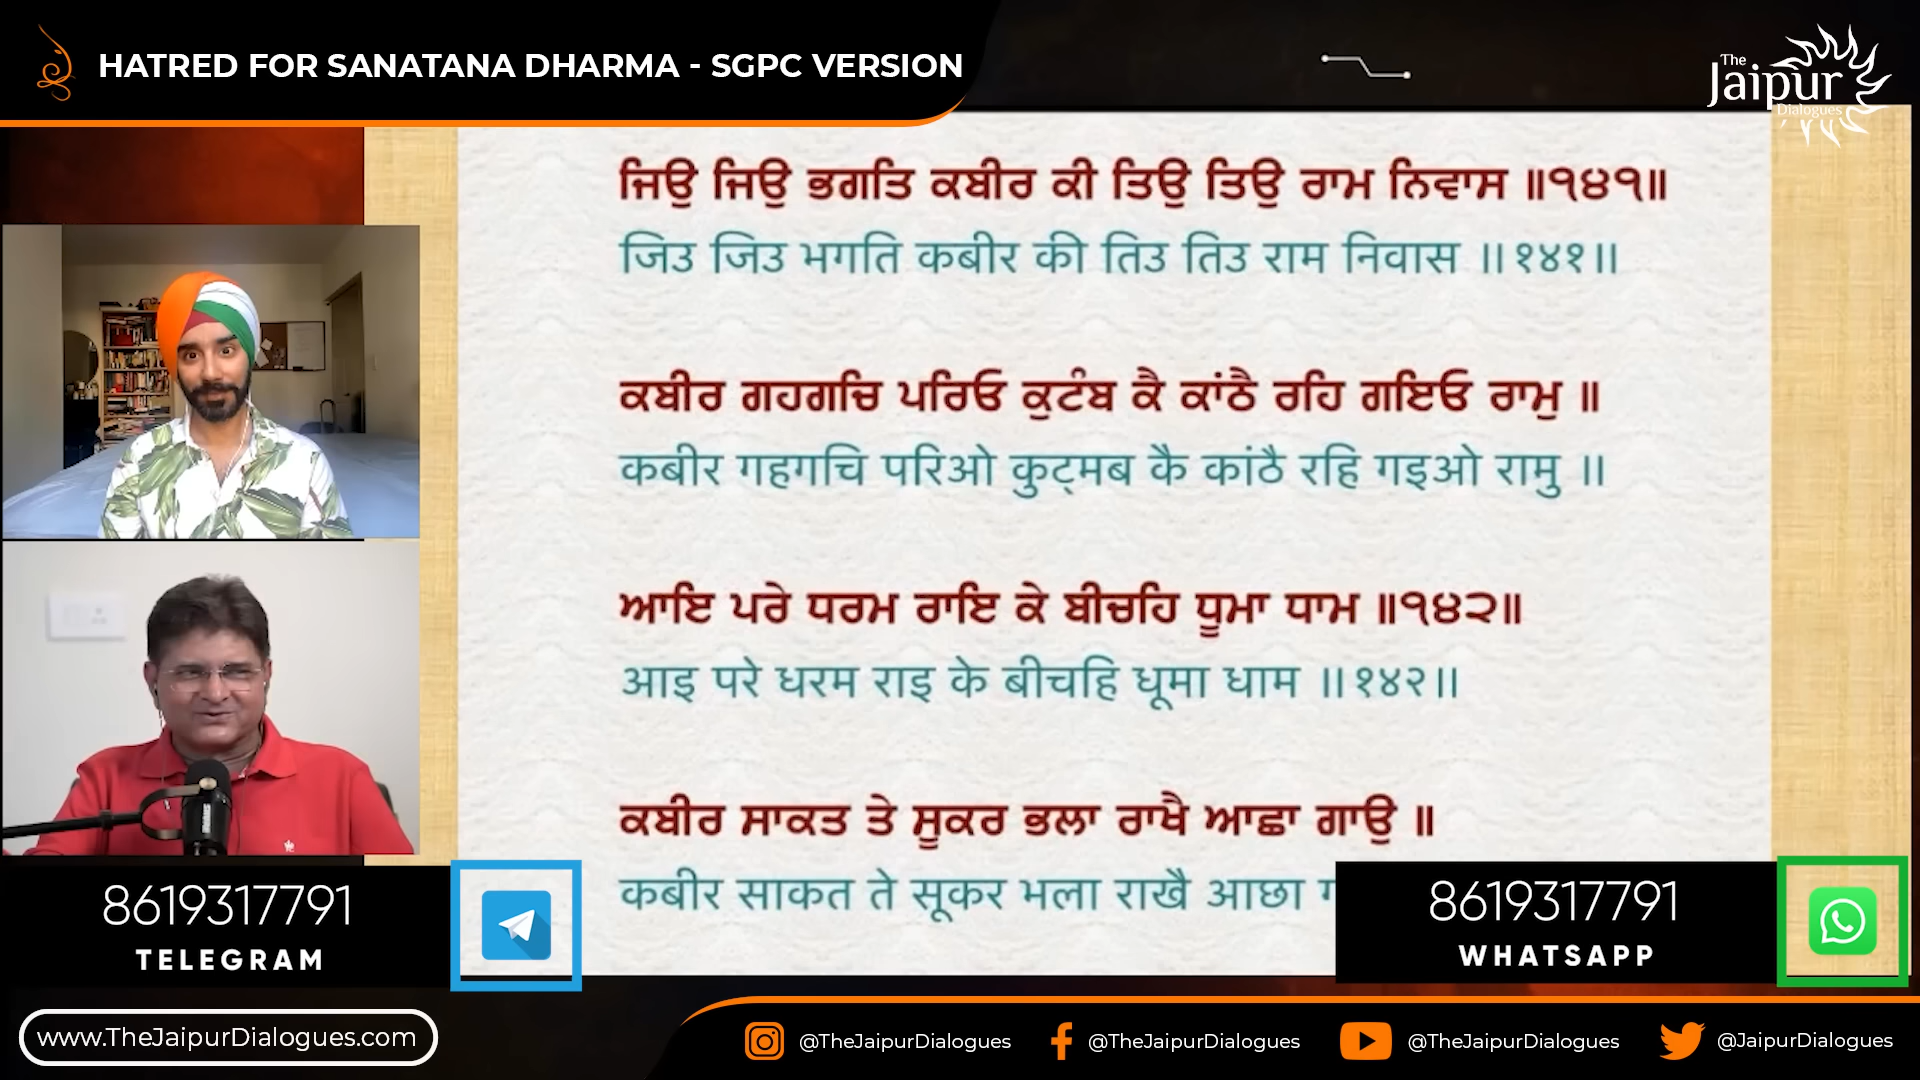 HATRED FOR SANATANA DHARMA - SGPC VERSION
The
Jaipur
Dialogues
ਜਿਉ ਜਿਉ ਭਗਤਿ ਕਬੀਰ ਕੀ ਤਿਉ ਤਿਉ ਰਾਮ ਨਿਵਾਸ ॥੧੪੧॥
जिउ जिउ भगति कबीर की तिउ तिउ राम निवास ॥१४१॥
ਕਬੀਰ ਗਹਗਚਿ ਪਰਿਓ ਕੁਟੰਬ ਕੈ ਕਾਂਠੈ ਰਹਿ ਗਇਓ ਰਾਮੁ ॥
कबीर गहगचि परिओ कुट्मब कै कांठै रहि गइओ रामु ॥
ਆਇ ਪਰੇ ਧਰਮ ਰਾਇ ਕੇ ਬੀਚਹਿ ਧੂਮਾ ਧਾਮ ॥੧੪੨॥
आइ परे धरम राइ के बीचहि धूमा धाम ॥१४२॥
ਕਬੀਰ ਸਾਕਤ ਤੇ ਸੂਕਰ ਭਲਾ ਰਾਖੈ ਆਛਾ ਗਾਉ ॥
कबीर साकत ते सूकर भला राखै आछा
8619317791
TELEGRAM
8619317791
WHATSAPP
www.TheJaipurDialogues.com
@TheJaipurDialogues
@TheJaipurDialogues
@TheJaipurDialogues
@JaipurDialogues